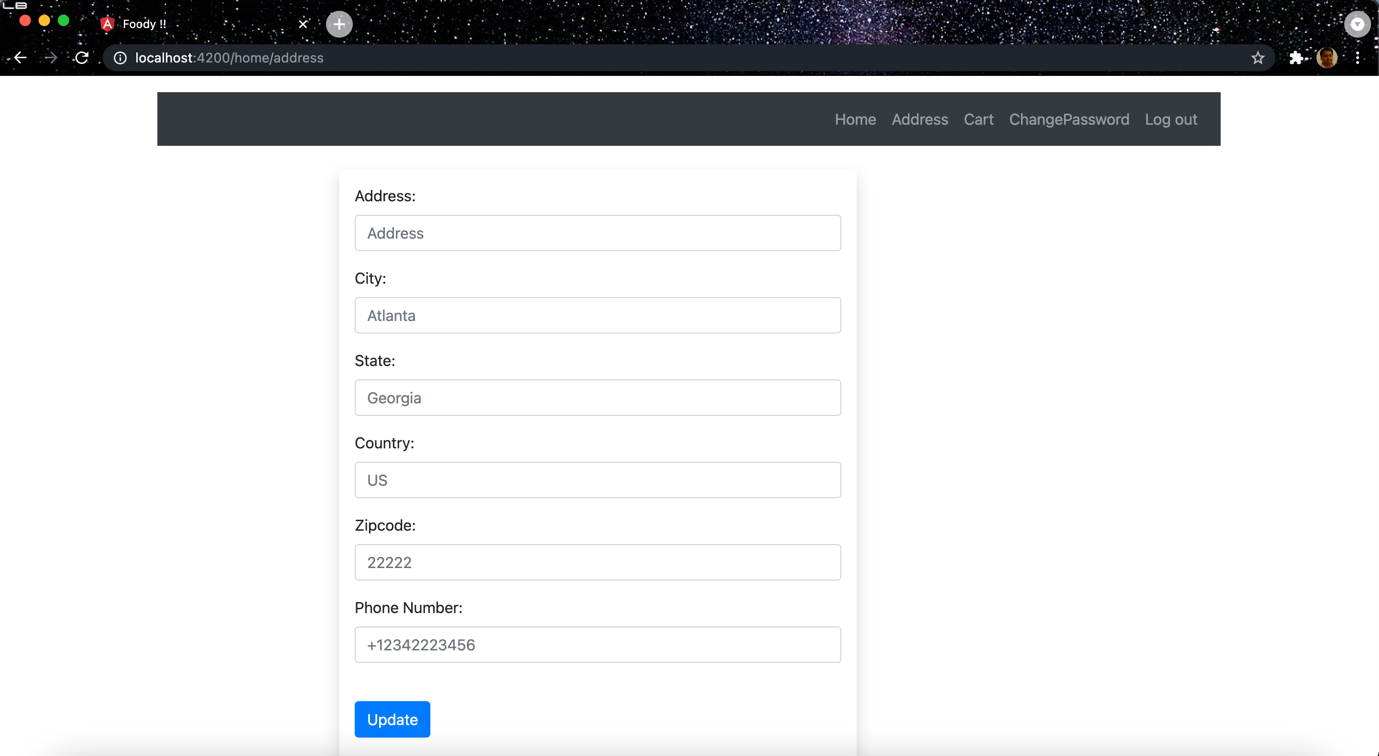 Foody !!
localhost:4200/home/address
Home Address Cart ChangePassword Log out
Address:
Address
City:
Atlanta
State:
Georgia
Country:
US
Zipcode:
22222
Phone Number:
+12342223456
Update